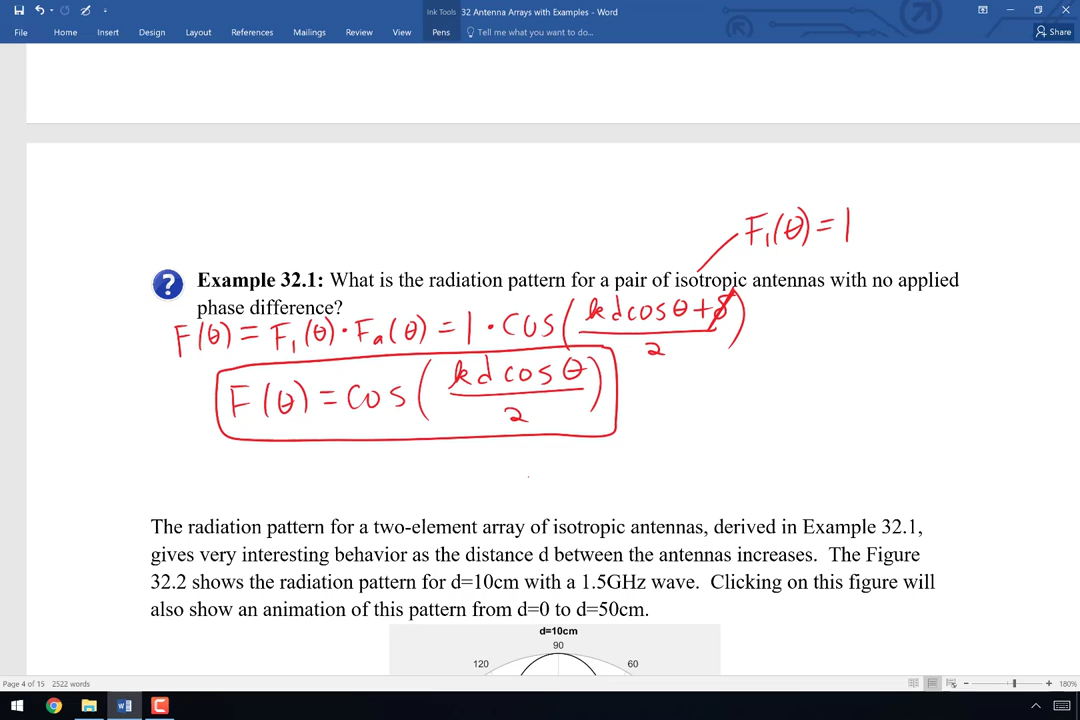 Ink Tools 32 Antenna Arrays with Examples - Word
File Home Insert Design Layout References Mailings Review View Pens Tell me what you want to do... Share
F₁(θ) = 1
Example 32.1: What is the radiation pattern for a pair of isotropic antennas with no applied
phase difference?
F(θ) = F₁(θ) · Fₐ(θ) = 1 · cos((kd cos θ + δ)/2)
F(θ) = cos((kd cos θ)/2)
The radiation pattern for a two-element array of isotropic antennas, derived in Example 32.1,
gives very interesting behavior as the distance d between the antennas increases. The Figure
32.2 shows the radiation pattern for d=10cm with a 1.5GHz wave. Clicking on this figure will
also show an animation of this pattern from d=0 to d=50cm.
d=10cm
90
120 60
Page 4 of 15 2522 words 180%